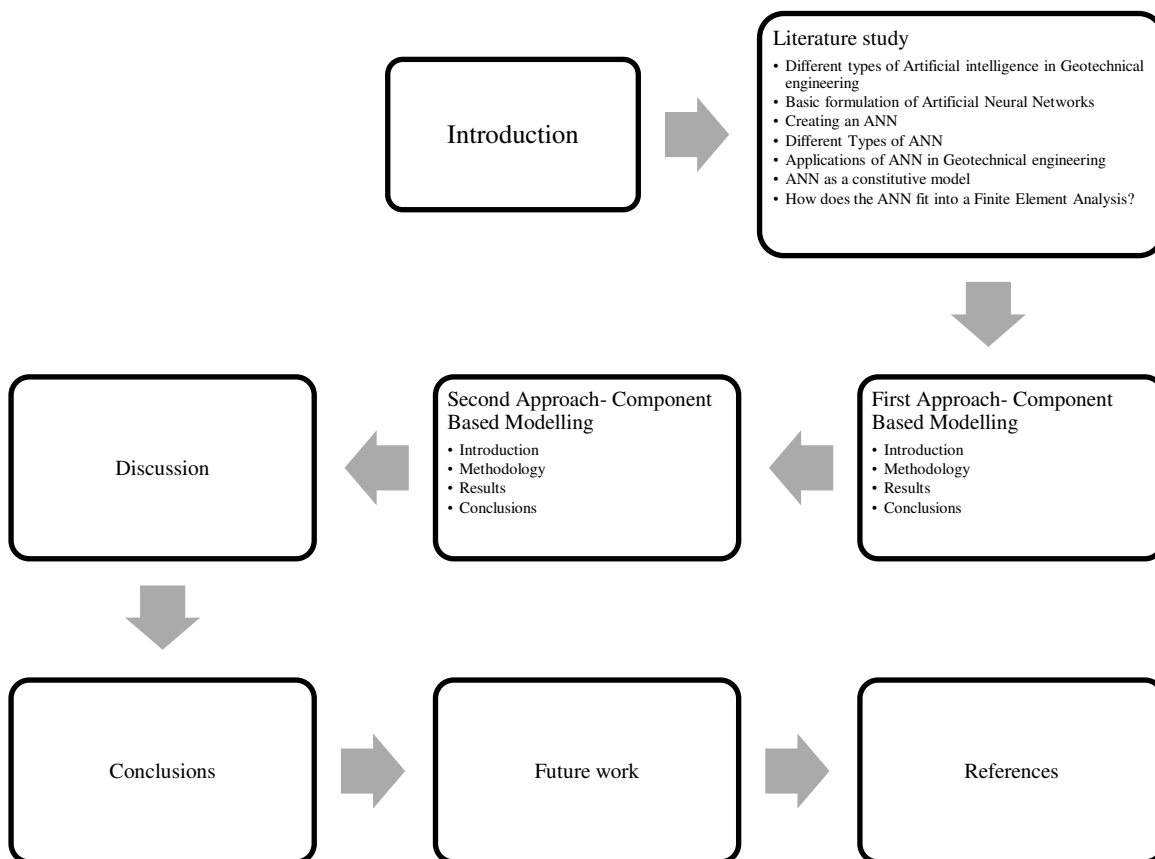 Introduction
Literature study
• Different types of Artificial intelligence in Geotechnical
engineering
• Basic formulation of Artificial Neural Networks
• Creating an ANN
• Different Types of ANN
• Applications of ANN in Geotechnical engineering
• ANN as a constitutive model
• How does the ANN fit into a Finite Element Analysis?
First Approach- Component
Based Modelling
• Introduction
• Methodology
• Results
• Conclusions
Second Approach- Component
Based Modelling
• Introduction
• Methodology
• Results
• Conclusions
Discussion
Conclusions
Future work
References